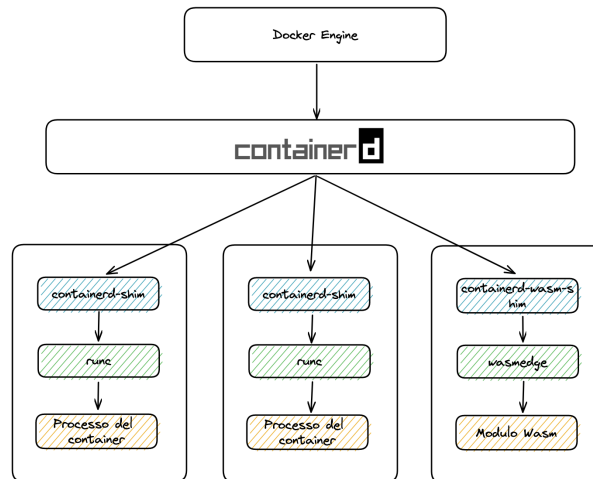 Docker Engine
containerd
containerd-shim
containerd-shim
containerd-wasm-s
him
runc
runc
wasmedge
Processo del
container
Processo del
container
Modulo Wasm